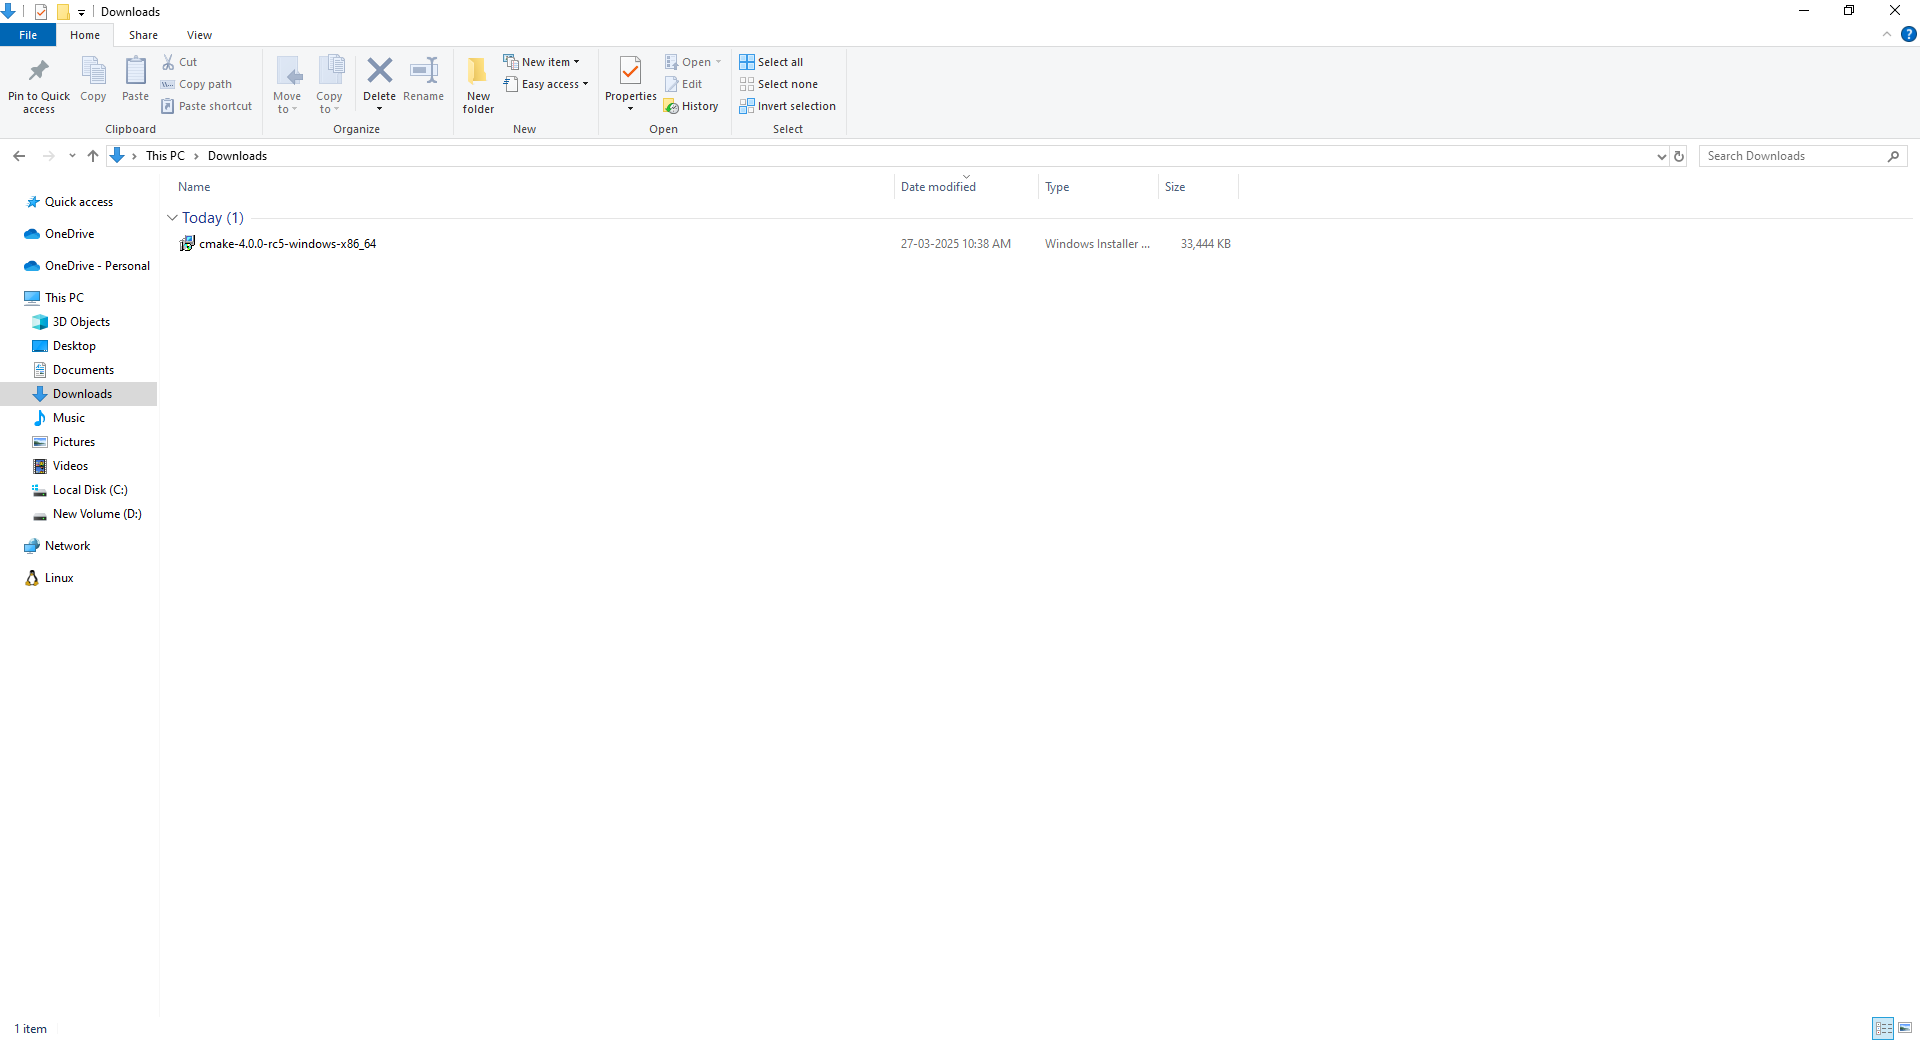 Downloads
File Home Share View
Pin to Quick access
Copy
Paste
Cut
Copy path
Paste shortcut
Clipboard
Move to
Copy to
Delete
Rename
Organize
New folder
New item
Easy access
New
Properties
Open
Edit
History
Open
Select all
Select none
Invert selection
Select
This PC > Downloads
Search Downloads
Name Date modified Type Size
Today (1)
cmake-4.0.0-rc5-windows-x86_64 27-03-2025 10:38 AM Windows Installer ... 33,444 KB
Quick access
OneDrive
OneDrive - Personal
This PC
3D Objects
Desktop
Documents
Downloads
Music
Pictures
Videos
Local Disk (C:)
New Volume (D:)
Network
Linux
1 item